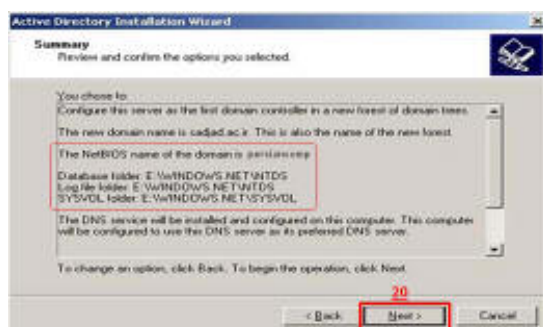 Active Directory Installation Wizard
Summary
Review and confirm the options you selected.
You chose to:
Configure this server as the first domain controller in a new forest of domain trees.
The new domain name is sadjad.ac.ir. This is also the name of the new forest.
The NetBIOS name of the domain is
Database folder: E:\WINDOWS.NET\NTDS
Log file folder: E:\WINDOWS.NET\NTDS
SYSVOL folder: E:\WINDOWS.NET\SYSVOL
The DNS service will be installed and configured on this computer. This computer
will be configured to use this DNS server as its preferred DNS server.
To change an option, click Back. To begin the operation, click Next.
20
< Back
Next >
Cancel